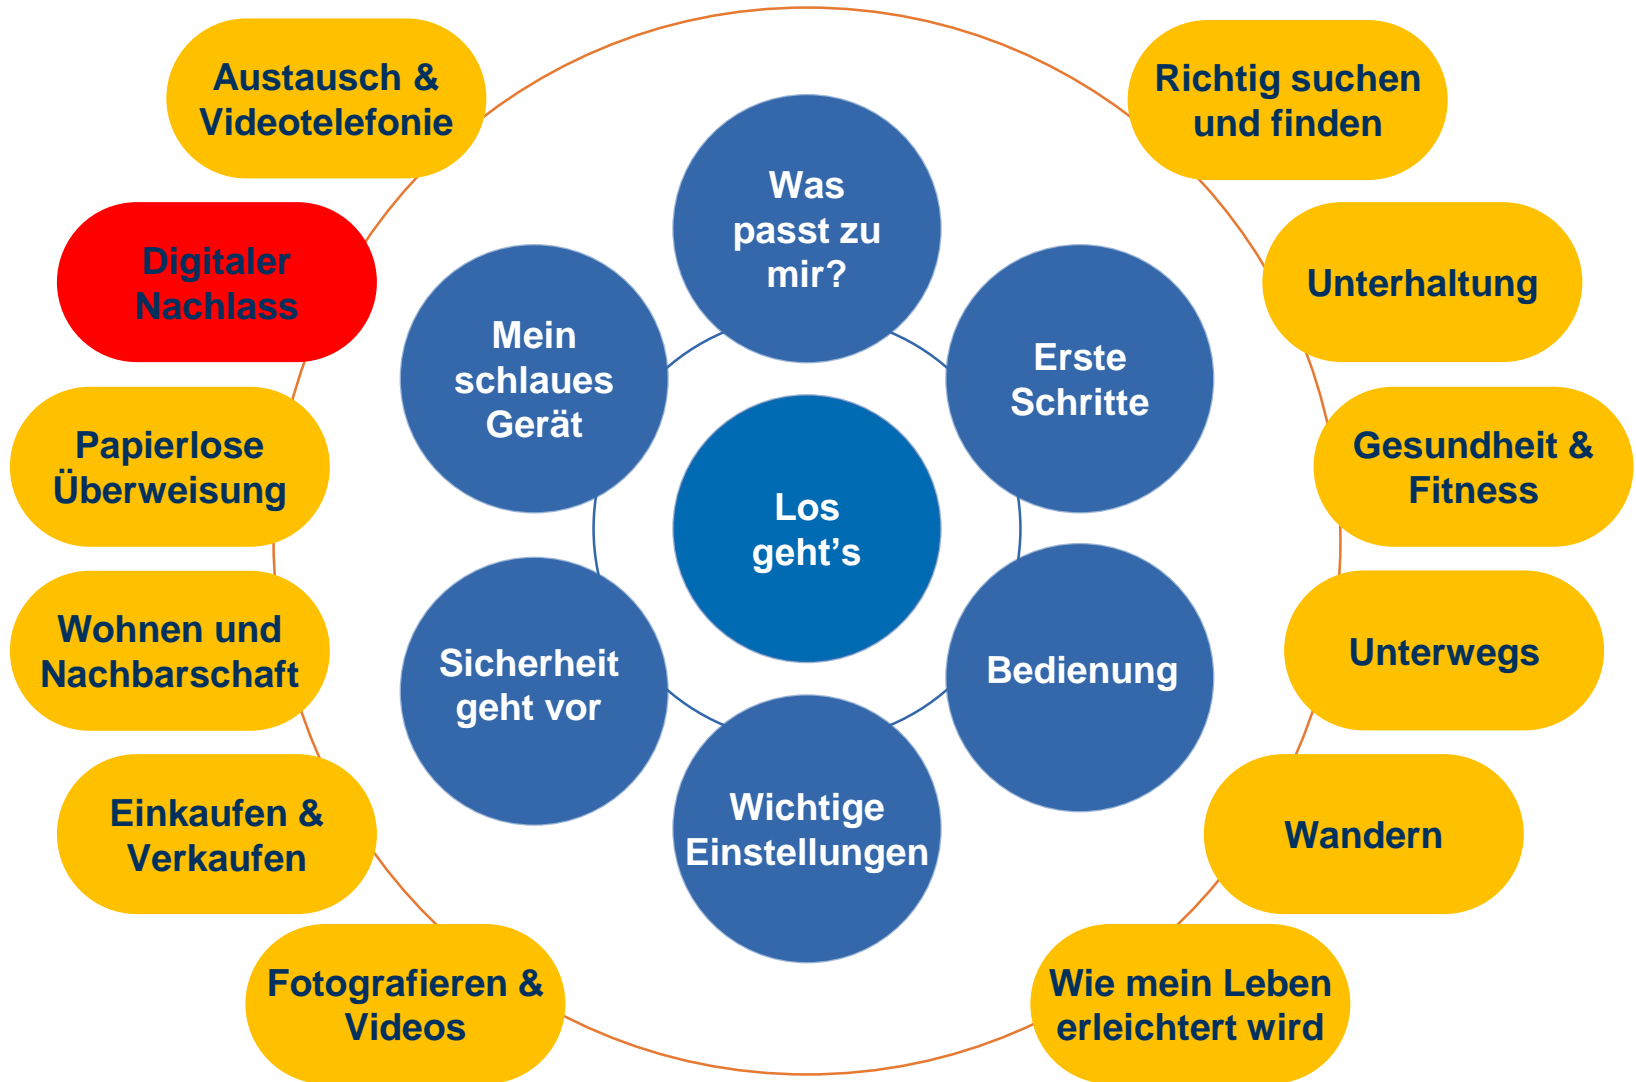 Austausch &
Videotelefonie
Digitaler
Nachlass
Papierlose
Überweisung
Wohnen und
Nachbarschaft
Einkaufen &
Verkaufen
Fotografieren &
Videos
Was
passt zu
mir?
Mein
schlaues
Gerät
Erste
Schritte
Los
geht’s
Sicherheit
geht vor
Bedienung
Wichtige
Einstellungen
Richtig suchen
und finden
Unterhaltung
Gesundheit &
Fitness
Unterwegs
Wandern
Wie mein Leben
erleichtert wird